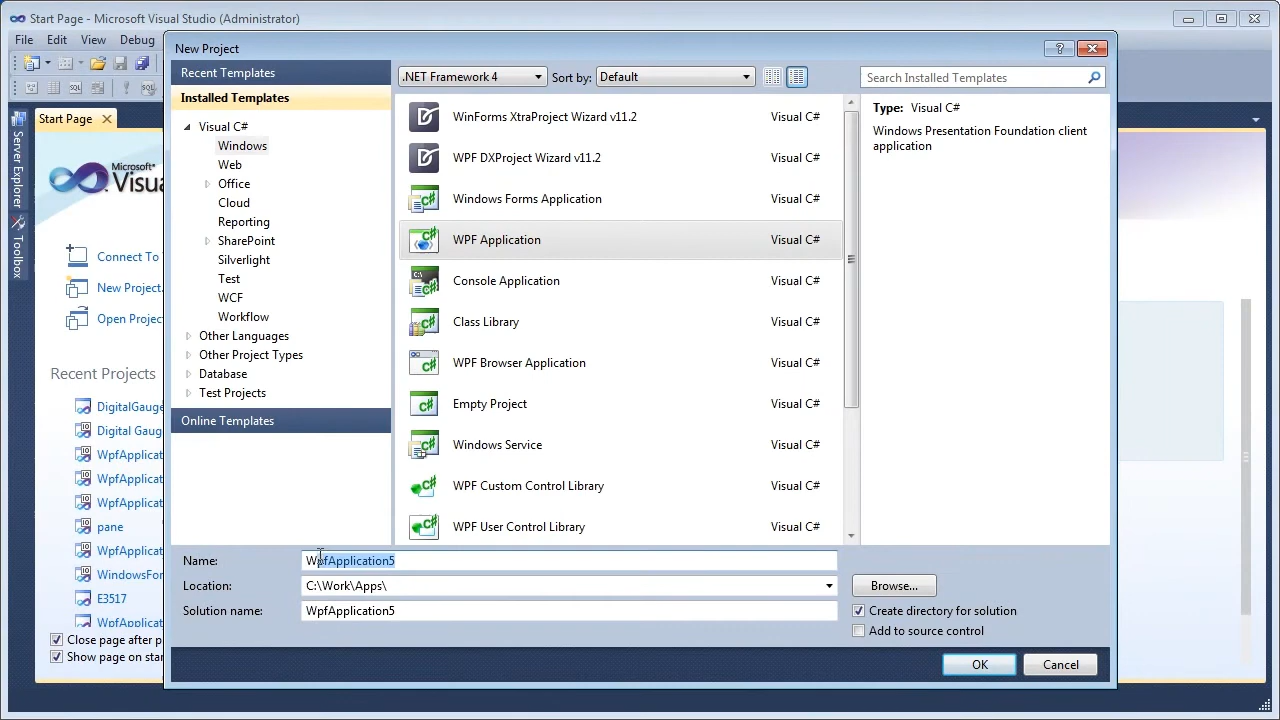 Start Page - Microsoft Visual Studio (Administrator)
File Edit View Debug
New Project
Recent Templates
.NET Framework 4
Sort by:
Default
Search Installed Templates
Installed Templates
Visual C#
Windows
Web
Office
Cloud
Reporting
SharePoint
Silverlight
Test
WCF
Workflow
Other Languages
Other Project Types
Database
Test Projects
Online Templates
WinForms XtraProject Wizard v11.2 Visual C#
WPF DXProject Wizard v11.2 Visual C#
Windows Forms Application Visual C#
WPF Application Visual C#
Console Application Visual C#
Class Library Visual C#
WPF Browser Application Visual C#
Empty Project Visual C#
Windows Service Visual C#
WPF Custom Control Library Visual C#
WPF User Control Library Visual C#
Type: Visual C#
Windows Presentation Foundation client
application
Name: WpfApplication5
Location: C:\Work\Apps\
Browse...
Solution name: WpfApplication5
Create directory for solution
Add to source control
OK
Cancel
Server Explorer
Toolbox
Start Page
Microsoft®
Visu
Connect To
New Project.
Open Projec
Recent Projects
DigitalGauge
Digital Gaug
WpfApplicat
WpfApplicat
WpfApplicat
pane
WpfApplicat
WindowsFor
E3517
WpfApplicat
Close page after p
Show page on star